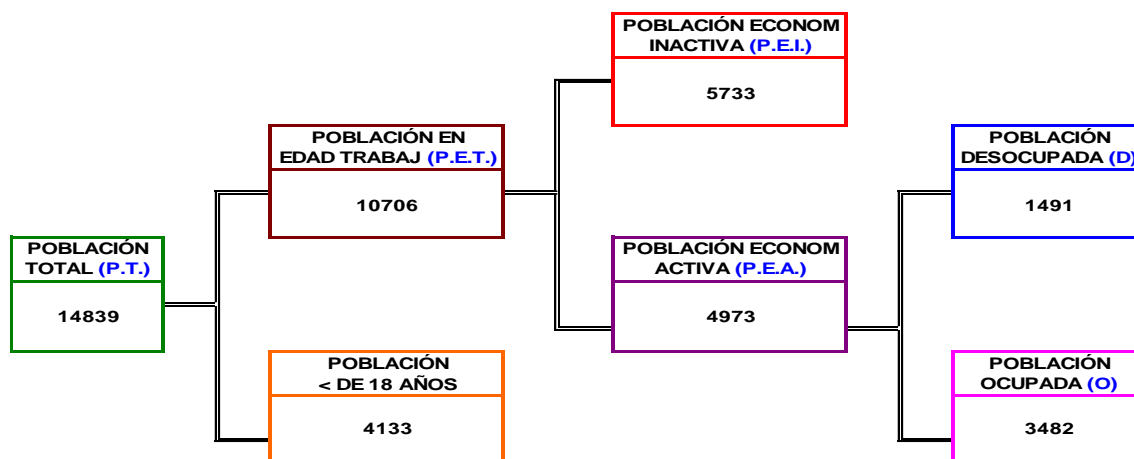 POBLACIÓN ECONOM
INACTIVA (P.E.I.)
5733
POBLACIÓN EN
EDAD TRABAJ (P.E.T.)
10706
POBLACIÓN
DESOCUPADA (D)
1491
POBLACIÓN
TOTAL (P.T.)
14839
POBLACIÓN ECONOM
ACTIVA (P.E.A.)
4973
POBLACIÓN
< DE 18 AÑOS
4133
POBLACIÓN
OCUPADA (O)
3482